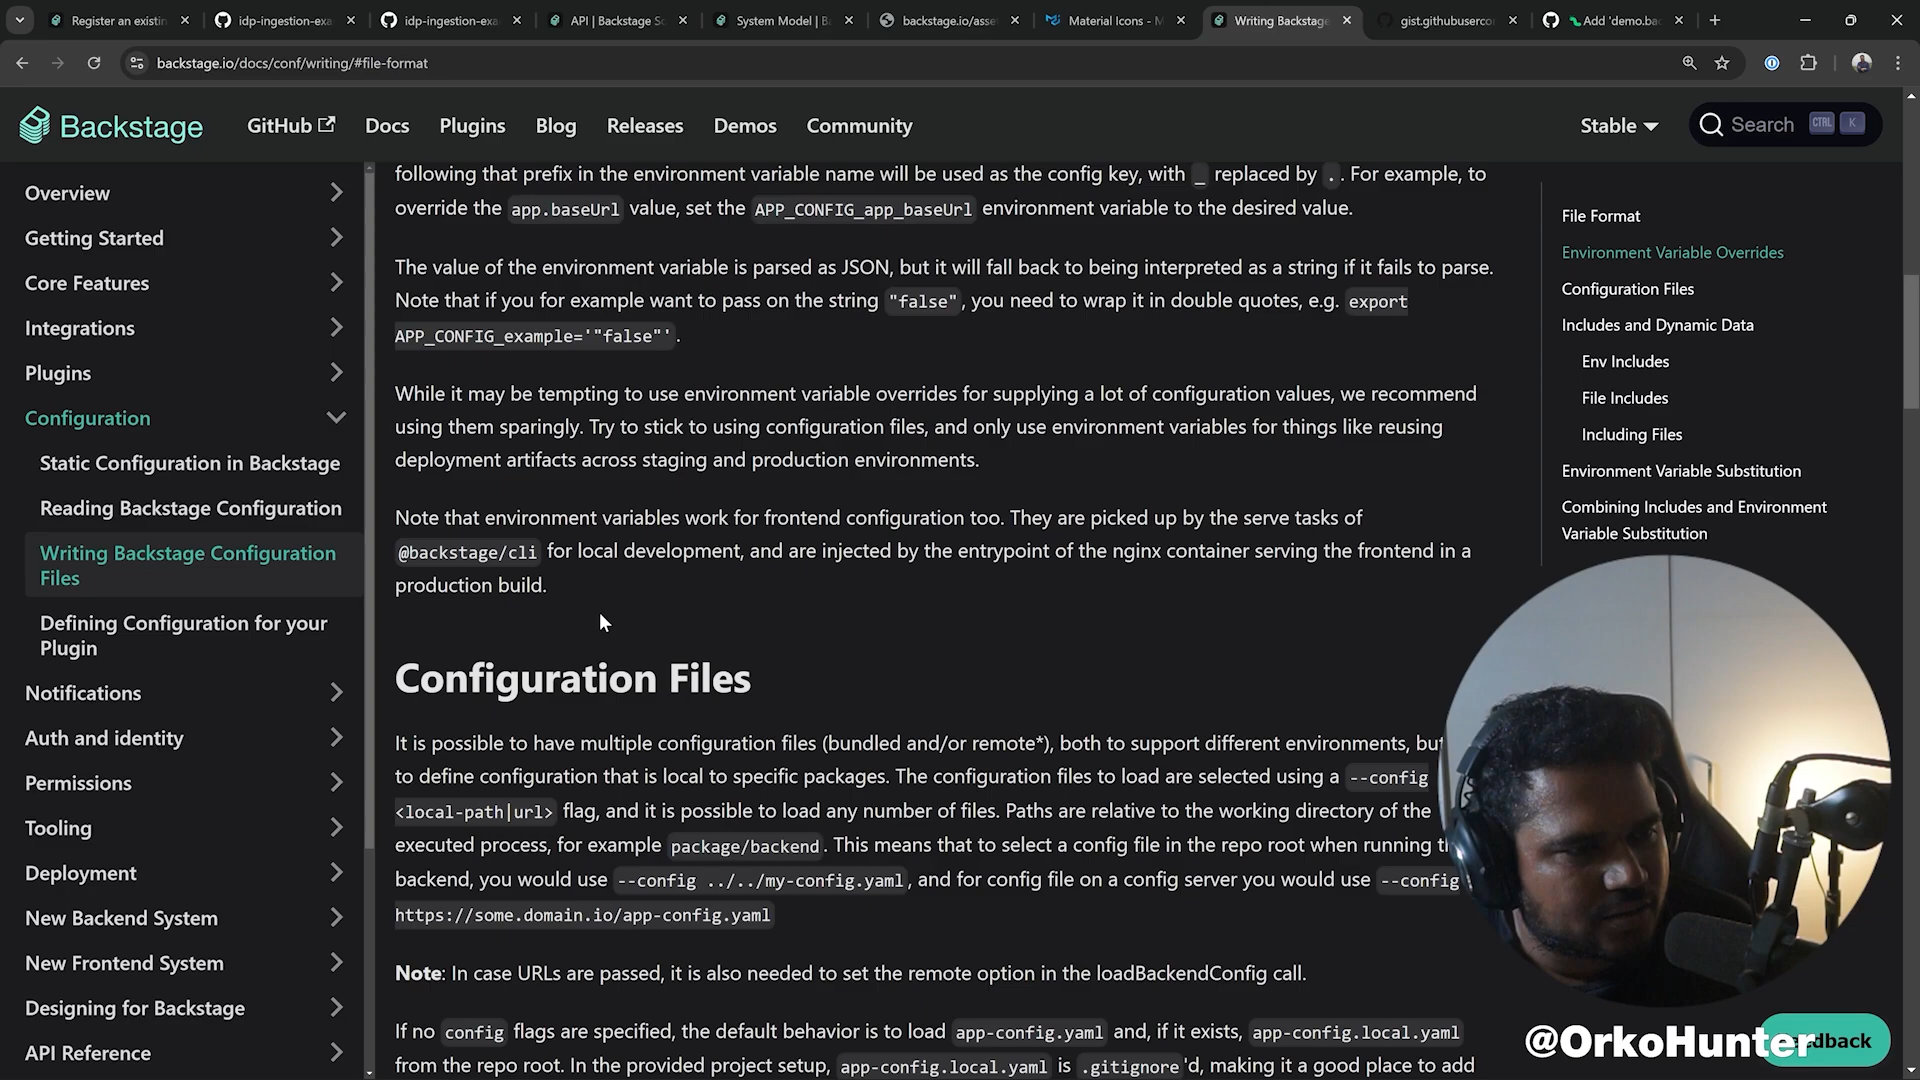 Register an existin
idp-ingestion-exa
idp-ingestion-exa
API | Backstage So
System Model | Ba
backstage.io/asse
Material Icons - M
Writing Backstage
gist.githubuserco
Add 'demo.bac
backstage.io/docs/conf/writing/#file-format
Backstage
GitHub
Docs
Plugins
Blog
Releases
Demos
Community
Stable
Search
CTRL
K
Overview
Getting Started
Core Features
Integrations
Plugins
Configuration
Static Configuration in Backstage
Reading Backstage Configuration
Writing Backstage Configuration
Files
Defining Configuration for your
Plugin
Notifications
Auth and identity
Permissions
Tooling
Deployment
New Backend System
New Frontend System
Designing for Backstage
API Reference
following that prefix in the environment variable name will be used as the config key, with _ replaced by . . For example, to
override the app.baseUrl value, set the APP_CONFIG_app_baseUrl environment variable to the desired value.
The value of the environment variable is parsed as JSON, but it will fall back to being interpreted as a string if it fails to parse.
Note that if you for example want to pass on the string "false", you need to wrap it in double quotes, e.g. export
APP_CONFIG_example='"false"'.
While it may be tempting to use environment variable overrides for supplying a lot of configuration values, we recommend
using them sparingly. Try to stick to using configuration files, and only use environment variables for things like reusing
deployment artifacts across staging and production environments.
Note that environment variables work for frontend configuration too. They are picked up by the serve tasks of
@backstage/cli for local development, and are injected by the entrypoint of the nginx container serving the frontend in a
production build.
Configuration Files
It is possible to have multiple configuration files (bundled and/or remote*), both to support different environments, but
to define configuration that is local to specific packages. The configuration files to load are selected using a --config
<local-path|url> flag, and it is possible to load any number of files. Paths are relative to the working directory of the
executed process, for example package/backend. This means that to select a config file in the repo root when running
backend, you would use --config ../../my-config.yaml, and for config file on a config server you would use --config
https://some.domain.io/app-config.yaml
Note: In case URLs are passed, it is also needed to set the remote option in the loadBackendConfig call.
If no config flags are specified, the default behavior is to load app-config.yaml and, if it exists, app-config.local.yaml
from the repo root. In the provided project setup, app-config.local.yaml is .gitignore'd, making it a good place to add
File Format
Environment Variable Overrides
Configuration Files
Includes and Dynamic Data
Env Includes
File Includes
Including Files
Environment Variable Substitution
Combining Includes and Environment
Variable Substitution
@OrkoHunter